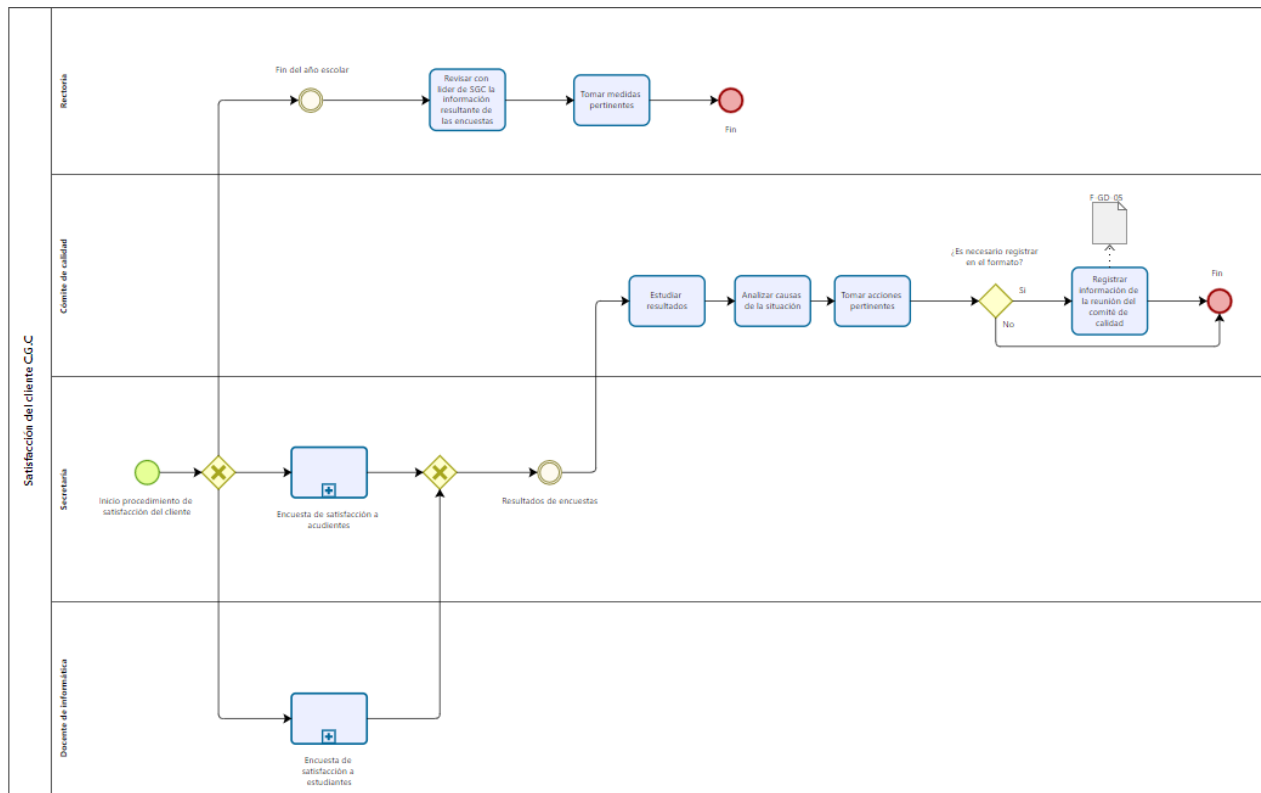 Satisfacción del cliente C.G.C
Rectoría
Fin del año escolar
Revisar con
lider de SGC la
información
resultante de
las encuestas
Tomar medidas
pertinentes
Fin
Cómite de calidad
Estudiar
resultados
Analizar causas
de la situación
Tomar acciones
pertinentes
¿Es necesario registrar
en el formato?
Si
No
F_GD_05
Registrar
información de
la reunión del
comité de
calidad
Fin
Secretaria
Inicio procedimiento de
satisfacción del cliente
Encuesta de satisfacción a
acudientes
Resultados de encuestas
Docente de informática
Encuesta de
satisfacción a
estudiantes